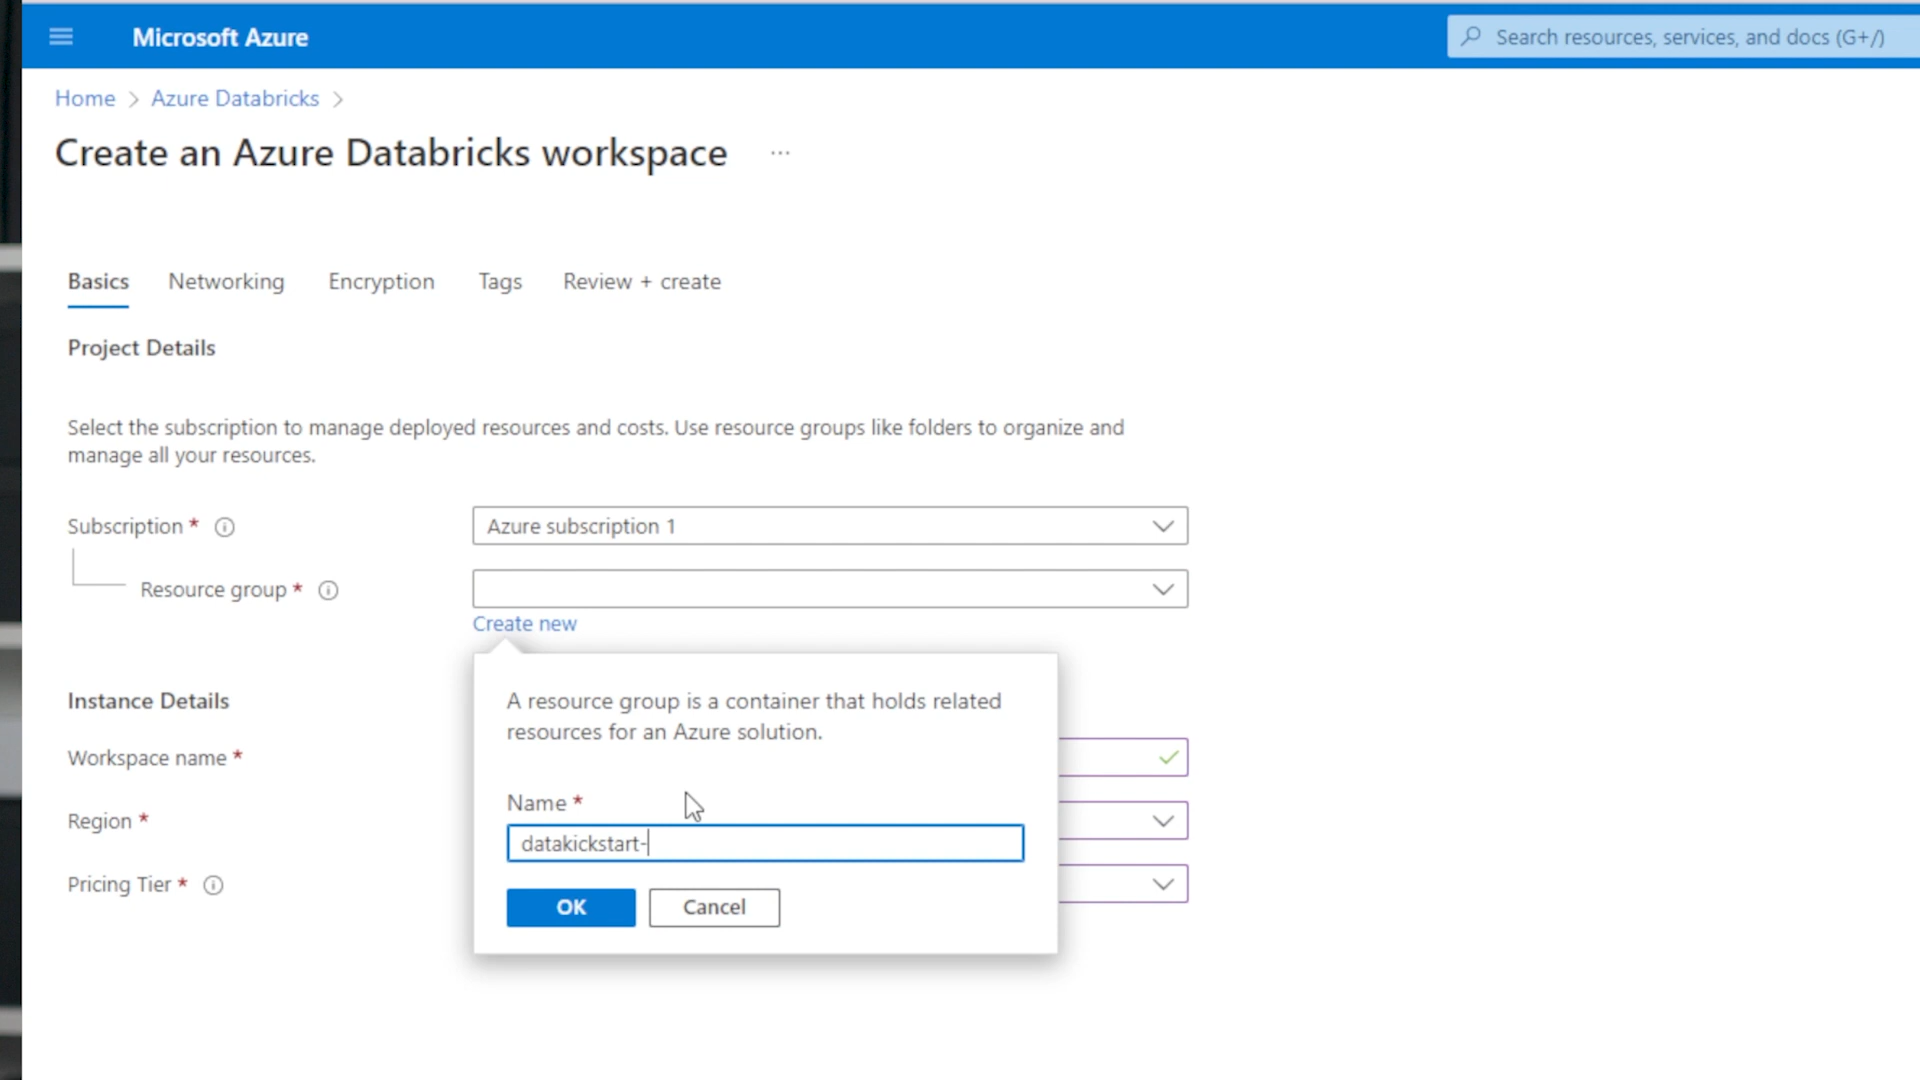 Microsoft Azure
Search resources, services, and docs (G+/)
Home > Azure Databricks >
Create an Azure Databricks workspace ...
Basics Networking Encryption Tags Review + create
Project Details
Select the subscription to manage deployed resources and costs. Use resource groups like folders to organize and
manage all your resources.
Subscription * Azure subscription 1
Resource group *
Create new
A resource group is a container that holds related
resources for an Azure solution.
Instance Details
Workspace name *
Name *
Region *
datakickstart-
Pricing Tier *
OK Cancel